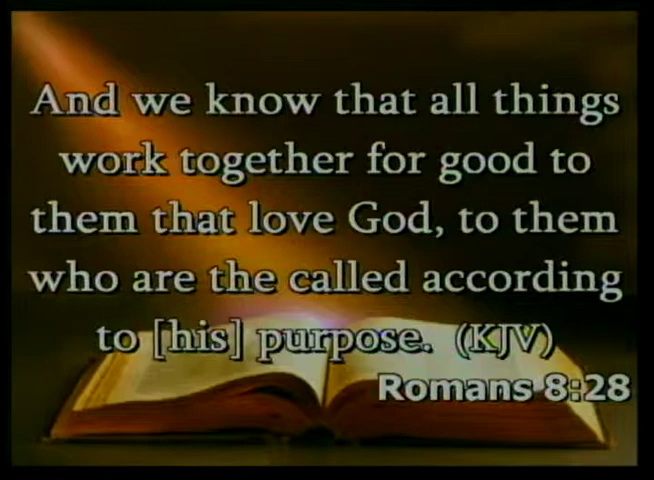 And we know that all things
work together for good to
them that love God, to them
who are the called according
to [his] purpose. (KJV)
Romans 8:28